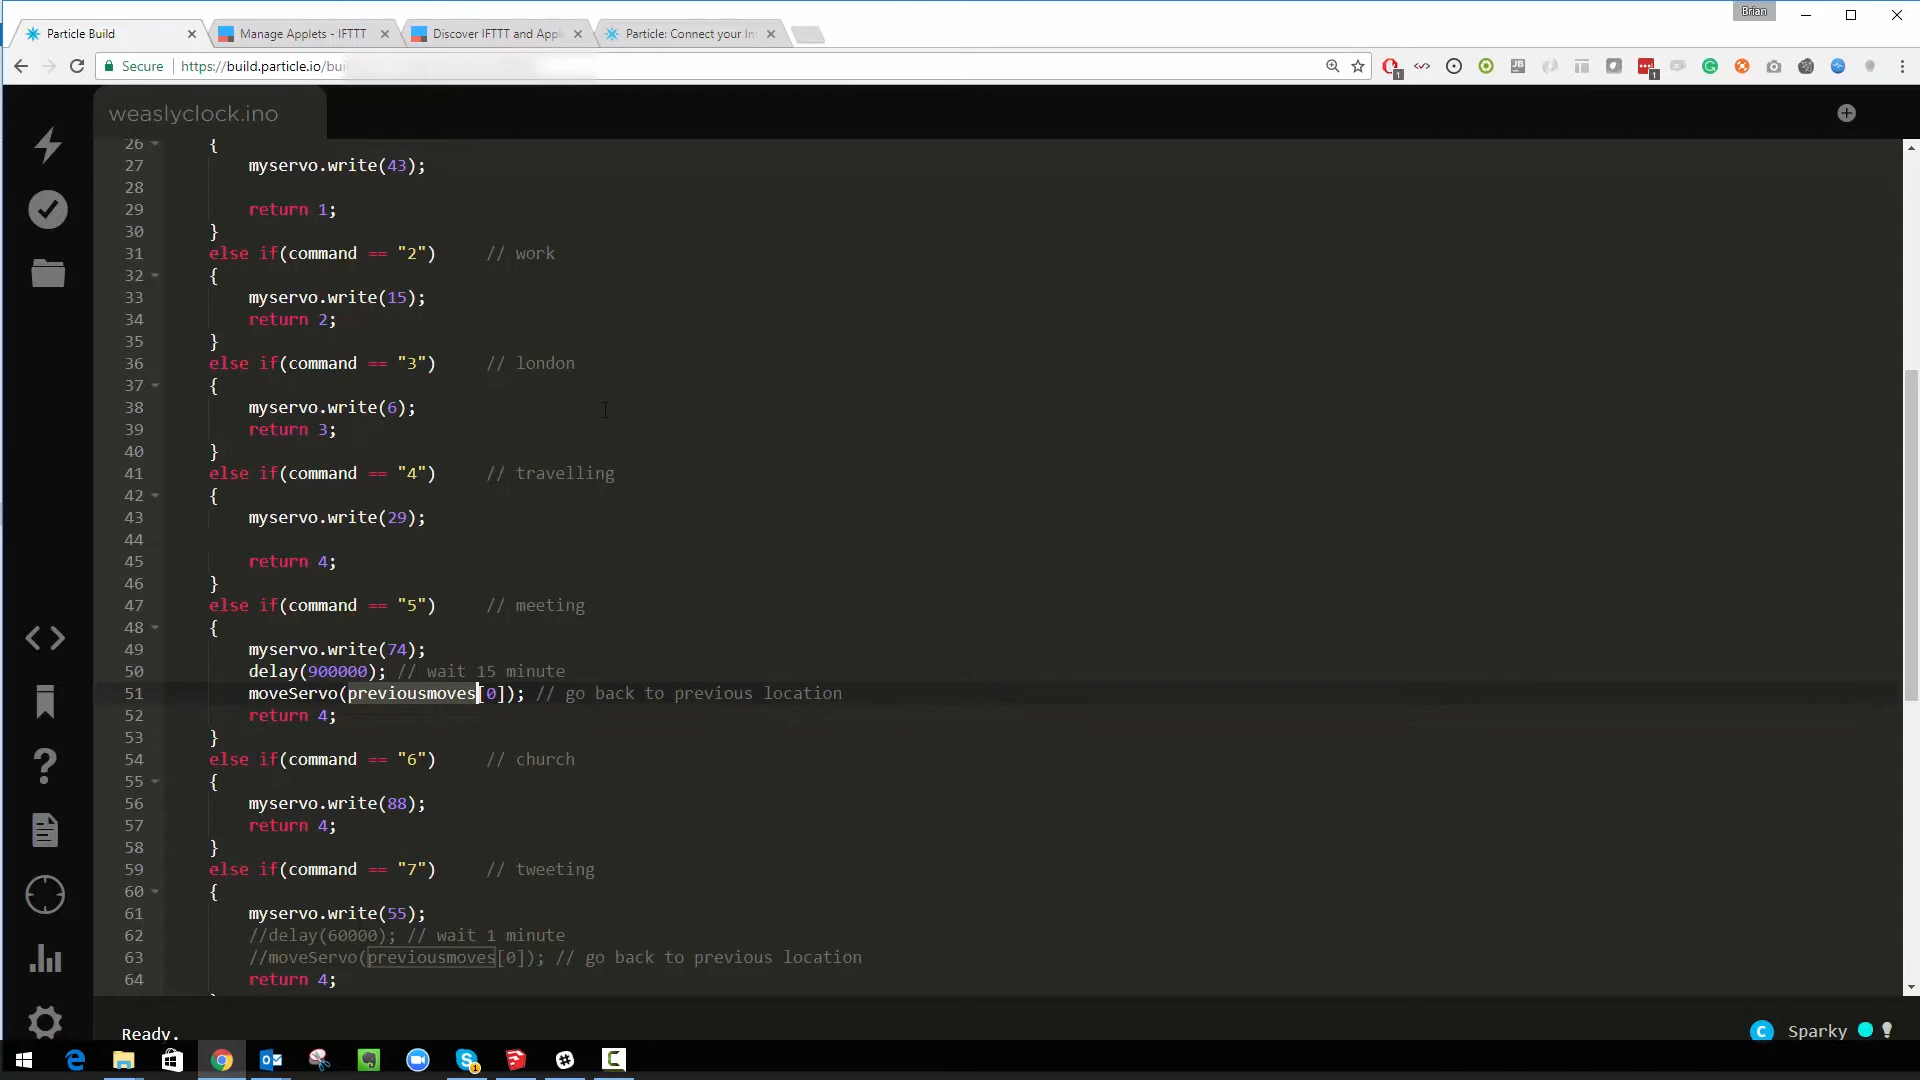 Brian
Particle Build
Manage Applets - IFTTT
Discover IFTTT and Appl
Particle: Connect your In
Secure
https://build.particle.io/bui
1
JB
1
weaslyclock.ino
26 {
27 myservo.write(43);
28
29 return 1;
30 }
31 else if(command == "2") // work
32 {
33 myservo.write(15);
34 return 2;
35 }
36 else if(command == "3") // london
37 {
38 myservo.write(6);
39 return 3;
40 }
41 else if(command == "4") // travelling
42 {
43 myservo.write(29);
44
45 return 4;
46 }
47 else if(command == "5") // meeting
48 {
49 myservo.write(74);
50 delay(900000); // wait 15 minute
51 moveServo(previousmoves[0]); // go back to previous location
52 return 4;
53 }
54 else if(command == "6") // church
55 {
56 myservo.write(88);
57 return 4;
58 }
59 else if(command == "7") // tweeting
60 {
61 myservo.write(55);
62 //delay(60000); // wait 1 minute
63 //moveServo(previousmoves[0]); // go back to previous location
64 return 4;
Ready.
C Sparky